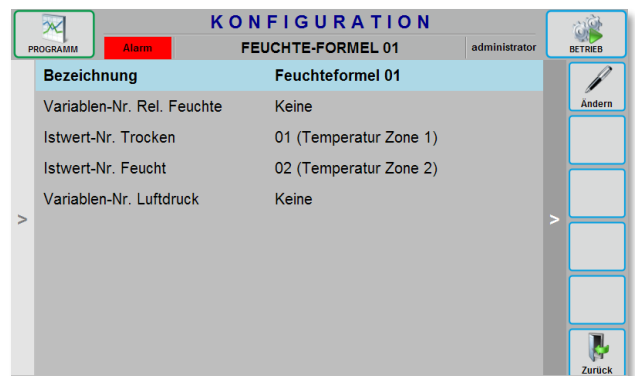 KONFIGURATION
PROGRAMM
Alarm
FEUCHTE-FORMEL 01
administrator
BETRIEB
Bezeichnung Feuchteformel 01
Variablen-Nr. Rel. Feuchte Keine
Istwert-Nr. Trocken 01 (Temperatur Zone 1)
Istwert-Nr. Feucht 02 (Temperatur Zone 2)
Variablen-Nr. Luftdruck Keine
>
>
Ändern
Zurück